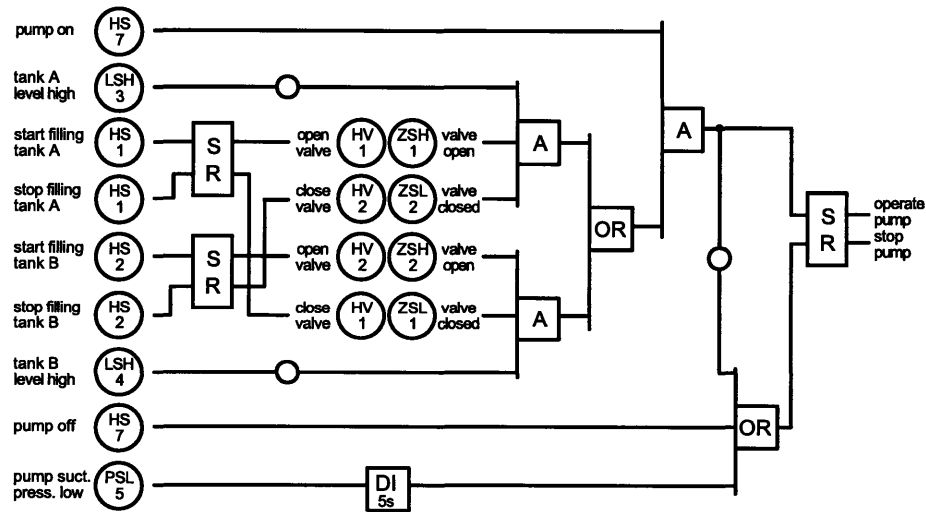 pump on
HS
7
tank A
level high
LSH
3
start filling
tank A
HS
1
S
R
open
valve
HV
1
ZSH
1
valve
open
A
A
stop filling
tank A
HS
1
close
valve
HV
2
ZSL
2
valve
closed
OR
S
R
operate
pump
stop
pump
start filling
tank B
HS
2
S
R
open
valve
HV
2
ZSH
2
valve
open
stop filling
tank B
HS
2
close
valve
HV
1
ZSL
1
valve
closed
A
tank B
level high
LSH
4
pump off
HS
7
OR
pump suct.
press. low
PSL
5
DI
5s